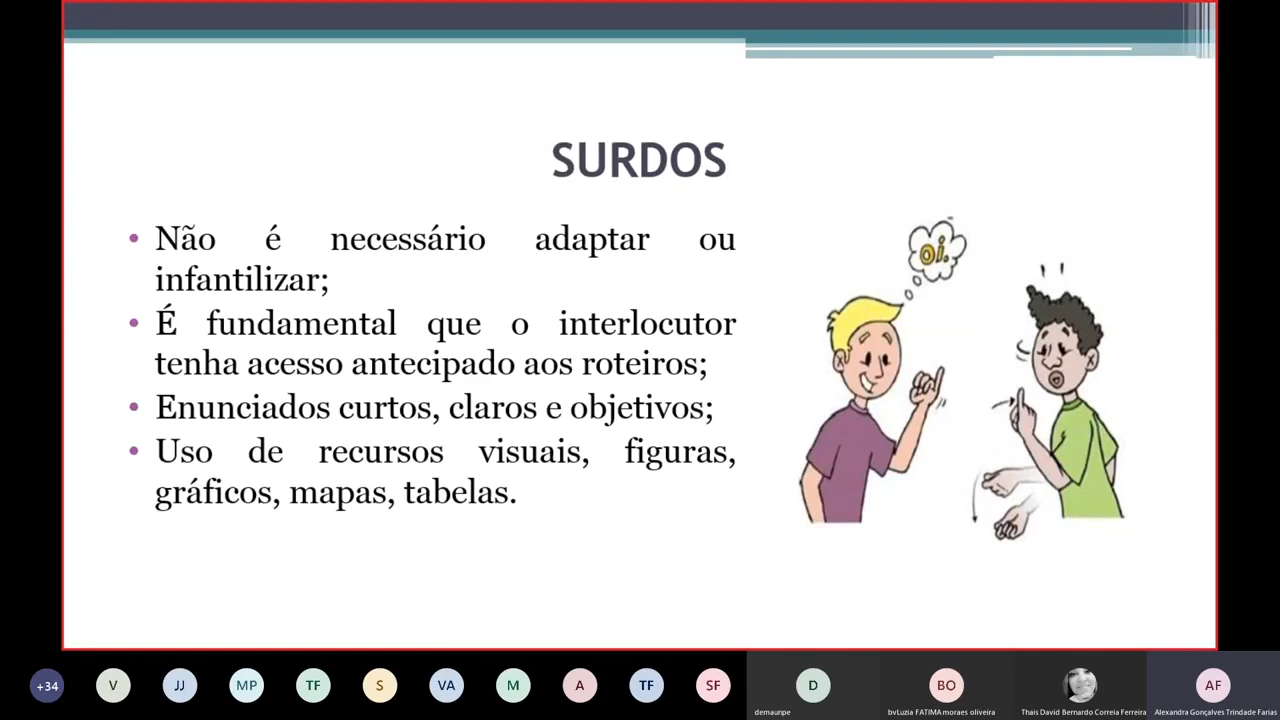 SURDOS
• Não é necessário adaptar ou
infantilizar;
• É fundamental que o interlocutor
tenha acesso antecipado aos roteiros;
• Enunciados curtos, claros e objetivos;
• Uso de recursos visuais, figuras,
gráficos, mapas, tabelas.
oi.
+34 V JJ MP TF S VA M A TF SF D BO AF
demaunpe bvLuzia FATIMA moraes oliveira Thais David Bernardo Correia Ferreira Alexandra Gonçalves Trindade Farias